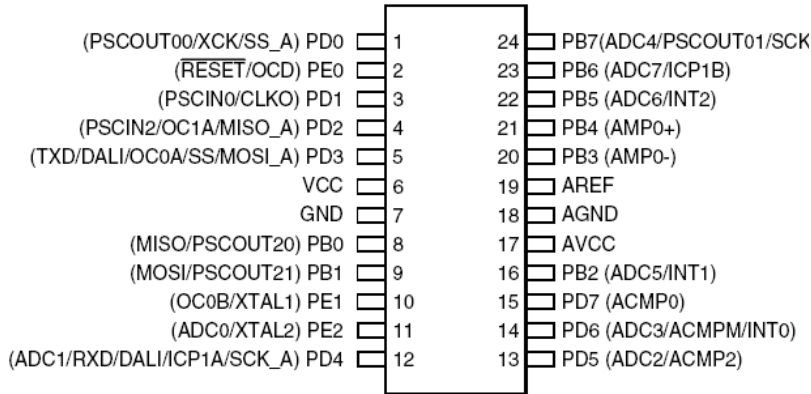 (PSCOUT00/XCK/SS_A) PD0 1 24 PB7(ADC4/PSCOUT01/SCK
(RESET/OCD) PE0 2 23 PB6 (ADC7/ICP1B)
(PSCIN0/CLKO) PD1 3 22 PB5 (ADC6/INT2)
(PSCIN2/OC1A/MISO_A) PD2 4 21 PB4 (AMP0+)
(TXD/DALI/OC0A/SS/MOSI_A) PD3 5 20 PB3 (AMP0-)
VCC 6 19 AREF
GND 7 18 AGND
(MISO/PSCOUT20) PB0 8 17 AVCC
(MOSI/PSCOUT21) PB1 9 16 PB2 (ADC5/INT1)
(OC0B/XTAL1) PE1 10 15 PD7 (ACMP0)
(ADC0/XTAL2) PE2 11 14 PD6 (ADC3/ACMPM/INT0)
(ADC1/RXD/DALI/ICP1A/SCK_A) PD4 12 13 PD5 (ADC2/ACMP2)